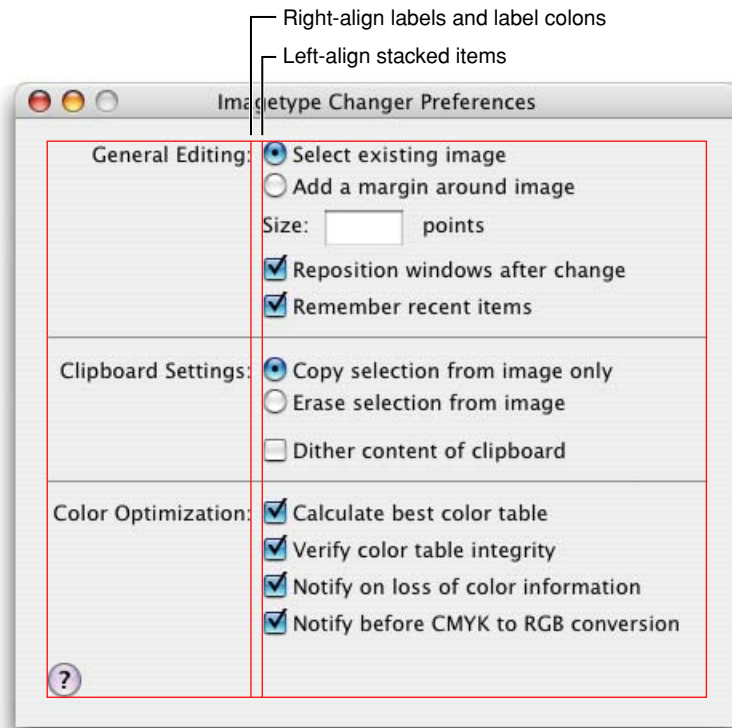 Right-align labels and label colons
Left-align stacked items
Imagetype Changer Preferences
General Editing: Select existing image
Add a margin around image
Size: points
Reposition windows after change
Remember recent items
Clipboard Settings: Copy selection from image only
Erase selection from image
Dither content of clipboard
Color Optimization: Calculate best color table
Verify color table integrity
Notify on loss of color information
Notify before CMYK to RGB conversion
?